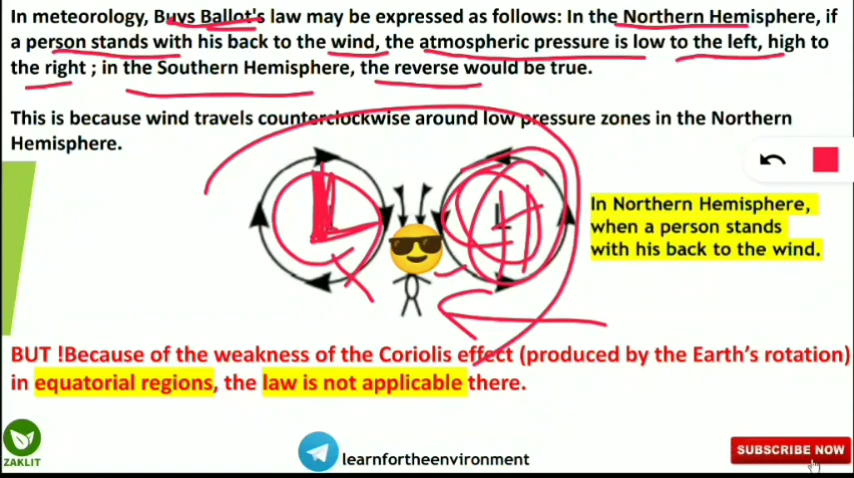 In meteorology, Buys Ballot's law may be expressed as follows: In the Northern Hemisphere, if
a person stands with his back to the wind, the atmospheric pressure is low to the left, high to
the right ; in the Southern Hemisphere, the reverse would be true.
This is because wind travels counterclockwise around low pressure zones in the Northern
Hemisphere.
L
H
In Northern Hemisphere,
when a person stands
with his back to the wind.
BUT !Because of the weakness of the Coriolis effect (produced by the Earth’s rotation)
in equatorial regions, the law is not applicable there.
ZAKLIT
learnfortheenvironment
SUBSCRIBE NOW